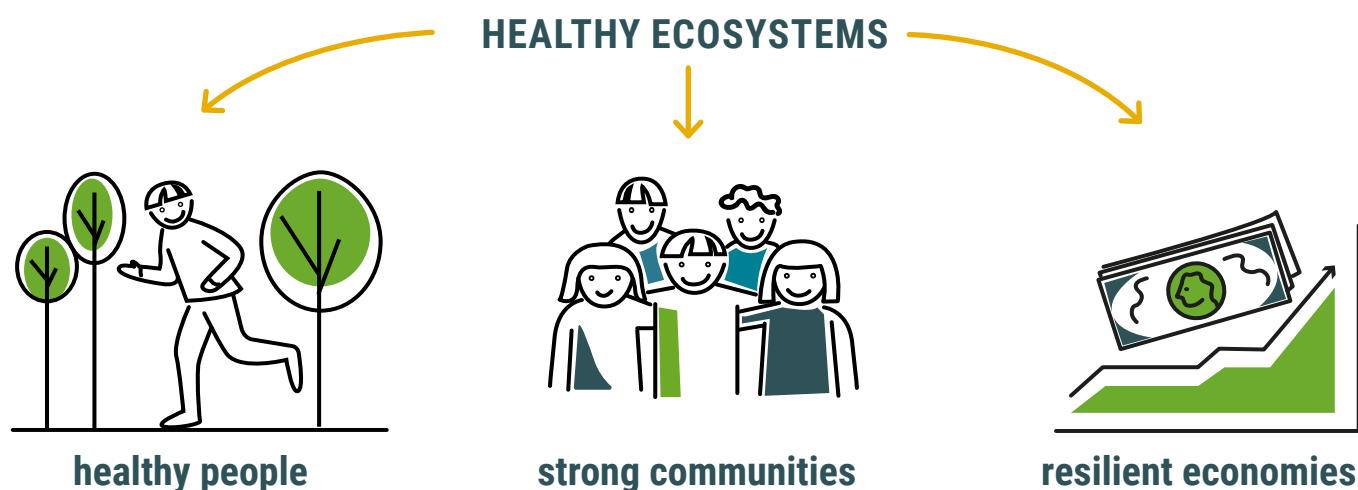 HEALTHY ECOSYSTEMS
healthy people
strong communities
resilient economies